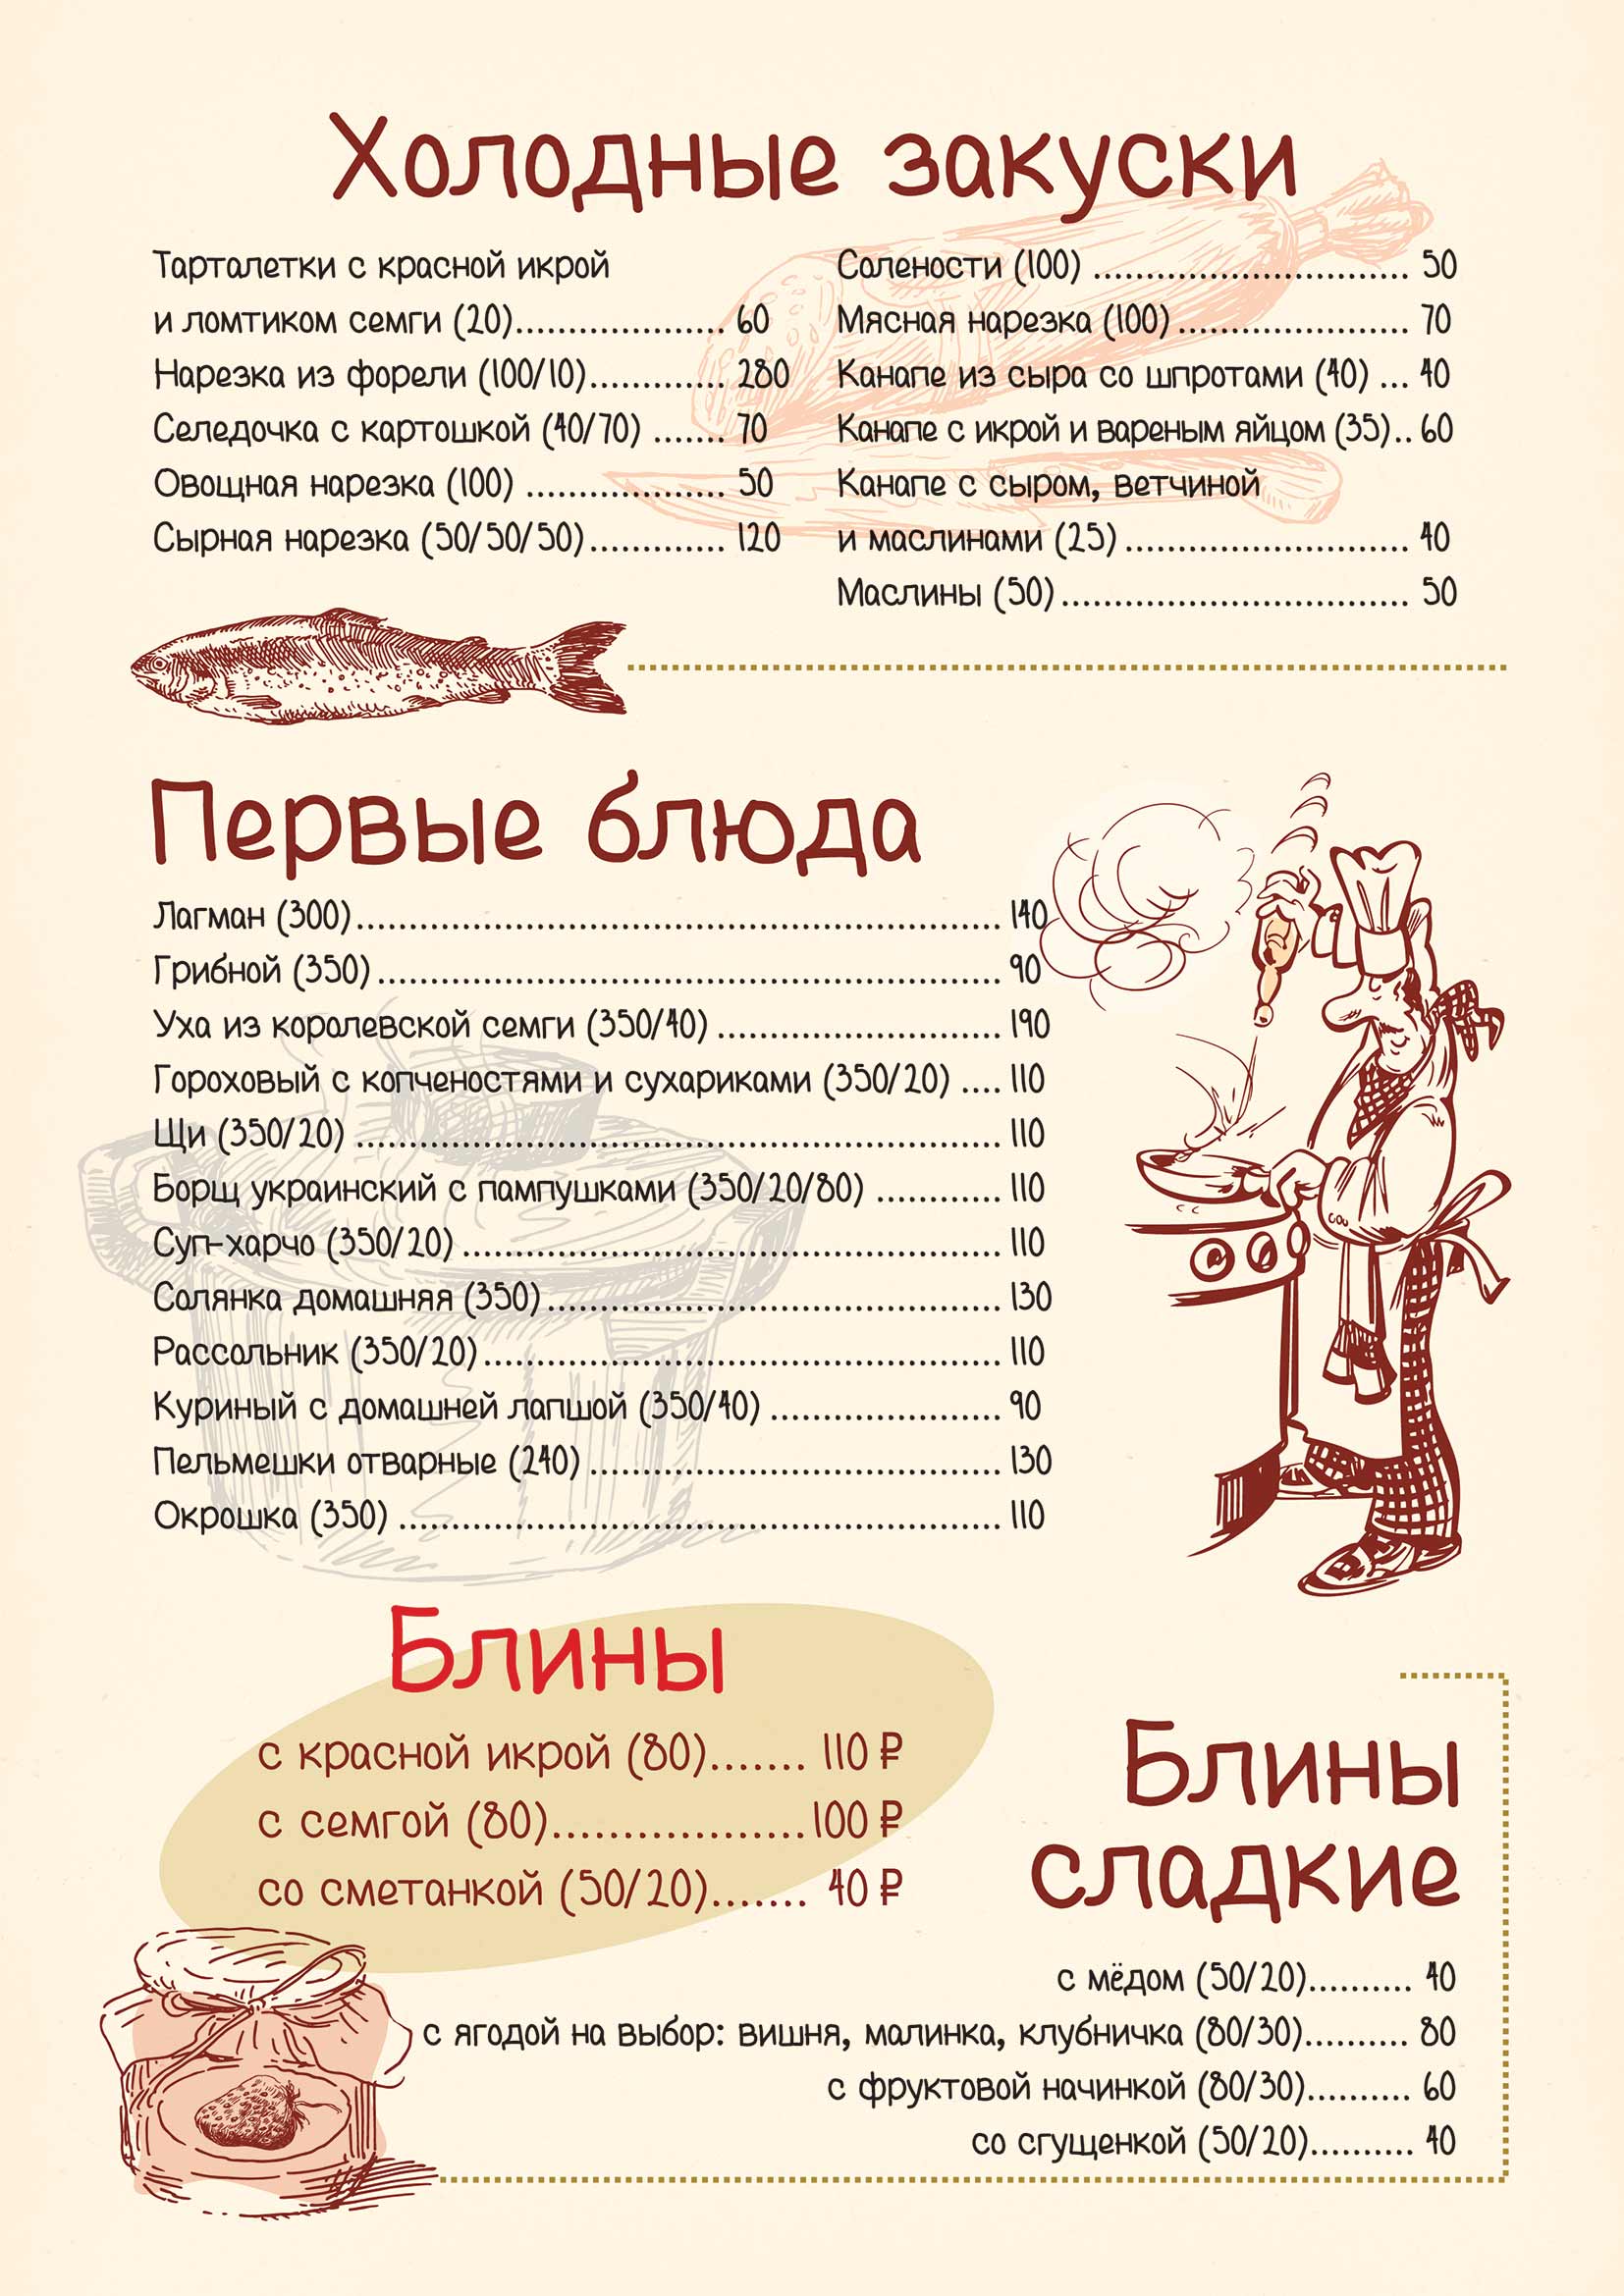 Холодные закуски
Тарталетки с красной икрой
и ломтиком семги (20)................... 60
Нарезка из форели (100/10)............. 280
Селедочка с картошкой (40/70) ....... 70
Овощная нарезка (100) ................... 50
Сырная нарезка (50/50/50)............. 120
Солености (100) ............................... 50
Мясная нарезка (100)....................... 70
Канапе из сыра со шпротами (40) ... 40
Канапе с икрой и вареным яйцом (35).. 60
Канапе с сыром, ветчиной
и маслинами (25) ............................ 40
Маслины (50).................................. 50
Первые блюда
Лагман (300)................................................................ 140
Грибной (350) .............................................................. 90
Уха из королевской семги (350/40) ............................ 190
Гороховый с копченостями и сухариками (350/20) .... 110
Щи (350/20) ................................................................ 110
Борщ украинский с пампушками (350/20/80) ............ 110
Суп-харчо (350/20) ...................................................... 110
Солянка домашняя (350)............................................. 130
Рассольник (350/20).................................................... 110
Куриный с домашней лапшой (350/40) ....................... 90
Пельмешки отварные (240) ......................................... 130
Окрошка (350) ............................................................ 110
Блины
с красной икрой (80)....... 110 ₽
с семгой (80)................... 100 ₽
со сметанкой (50/20)....... 40 ₽
Блины
сладкие
с мёдом (50/20).......... 40
с ягодой на выбор: вишня, малинка, клубничка (80/30).......... 80
с фруктовой начинкой (80/30).......... 60
со сгущенкой (50/20).......... 40